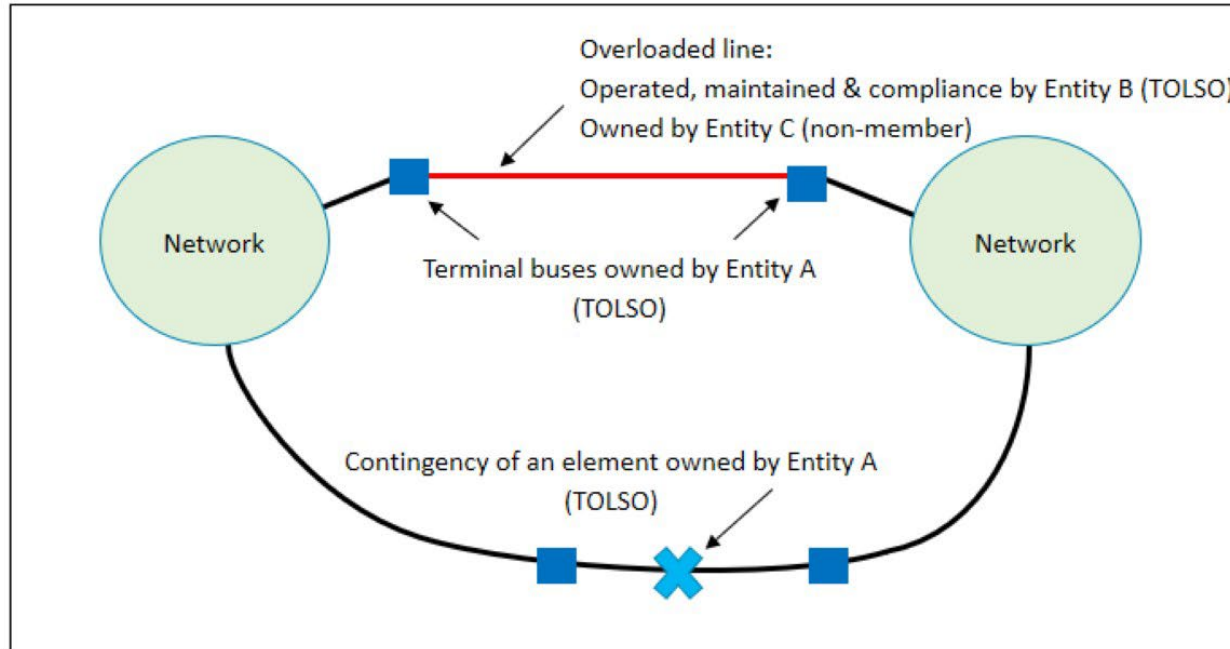 Overloaded line:
Operated, maintained & compliance by Entity B (TOLSO)
Owned by Entity C (non-member)
Network
Network
Terminal buses owned by Entity A
(TOLSO)
Contingency of an element owned by Entity A
(TOLSO)